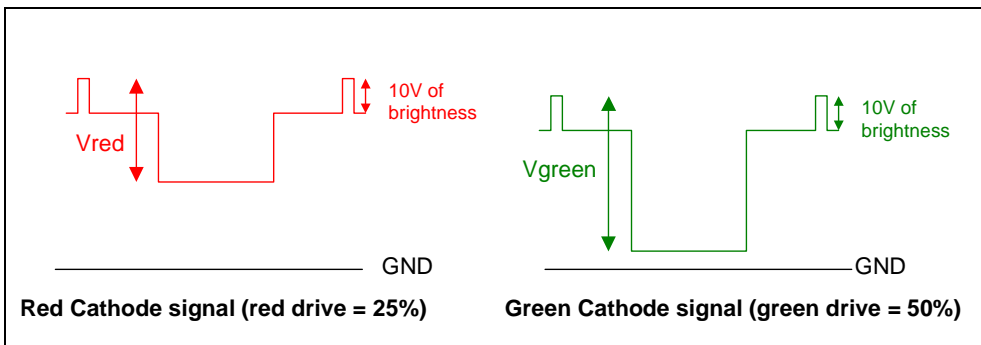 10V of
brightness
Vred
GND
Red Cathode signal (red drive = 25%)
10V of
brightness
Vgreen
GND
Green Cathode signal (green drive = 50%)